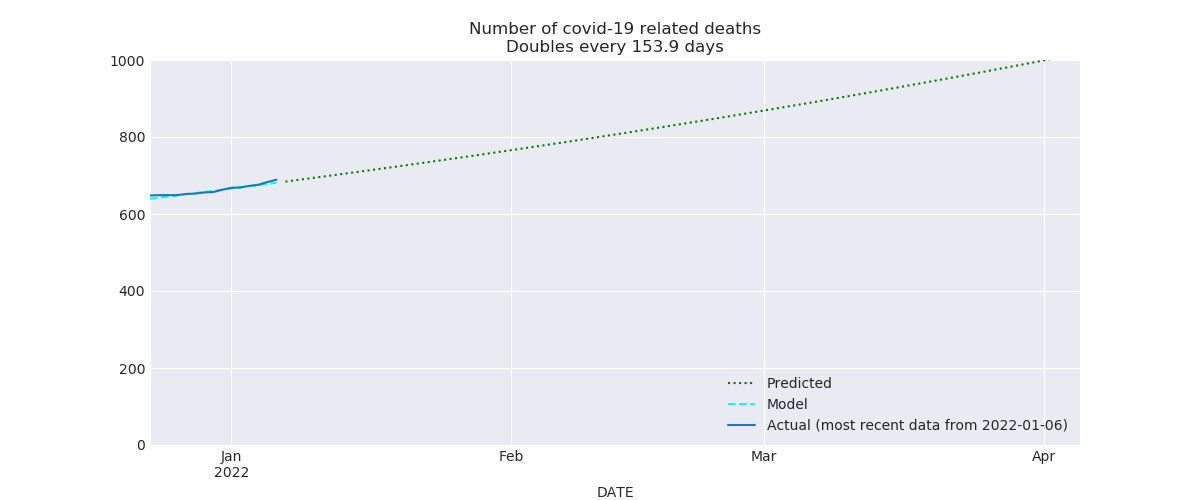 Number of covid-19 related deaths
Doubles every 153.9 days
1000
800
600
400
200
0
Predicted
Model
Actual (most recent data from 2022-01-06)
Jan
2022
Feb
Mar
Apr
DATE